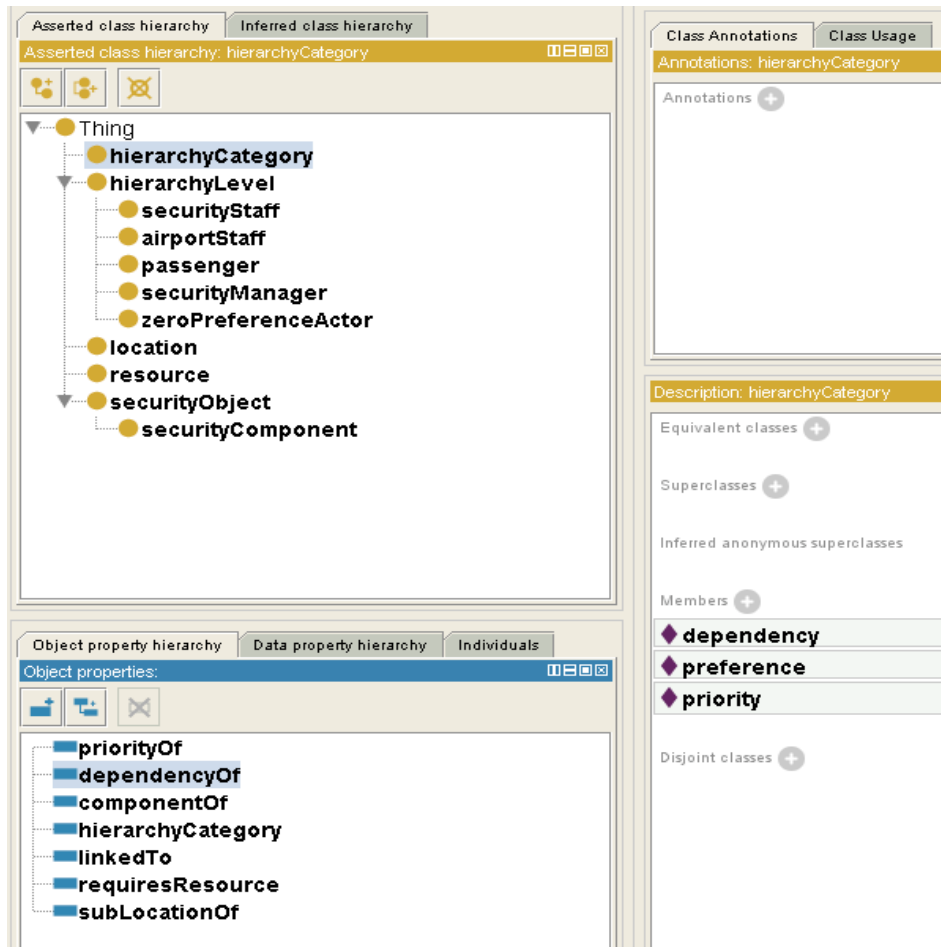 Asserted class hierarchy
Inferred class hierarchy
Asserted class hierarchy: hierarchyCategory
Thing
hierarchyCategory
hierarchyLevel
securityStaff
airportStaff
passenger
securityManager
zeroPreferenceActor
location
resource
securityObject
securityComponent
Object property hierarchy
Data property hierarchy
Individuals
Object properties:
priorityOf
dependencyOf
componentOf
hierarchyCategory
linkedTo
requiresResource
subLocationOf
Class Annotations
Class Usage
Annotations: hierarchyCategory
Annotations
Description: hierarchyCategory
Equivalent classes
Superclasses
Inferred anonymous superclasses
Members
dependency
preference
priority
Disjoint classes